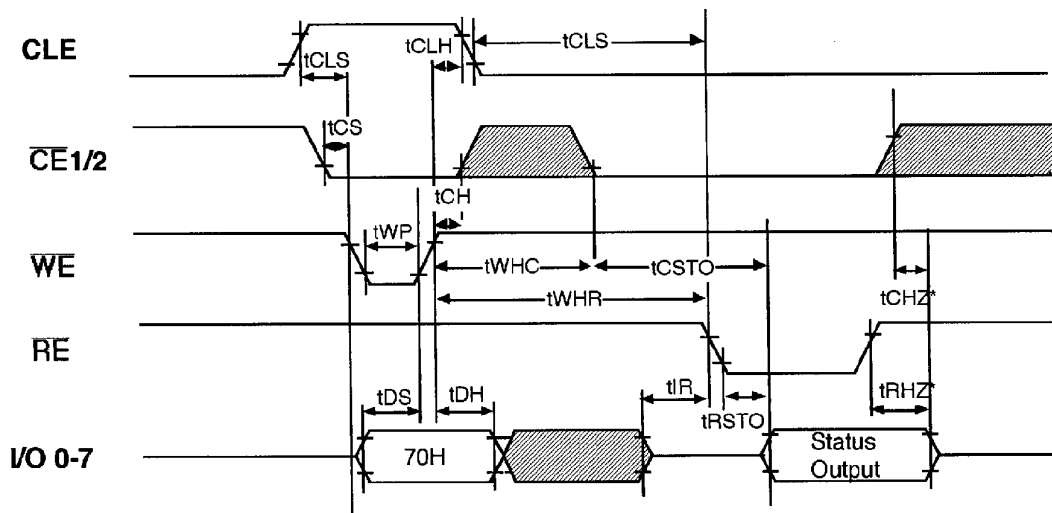 CLE
tCLS
tCLH
tCLS
CE1/2
tCS
tCH
WE
tWP
tWHC
tCSTO
tCHZ*
tWHR
RE
tDS
tDH
tIR
tRSTO
tRHZ*
I/O 0-7
70H
Status
Output